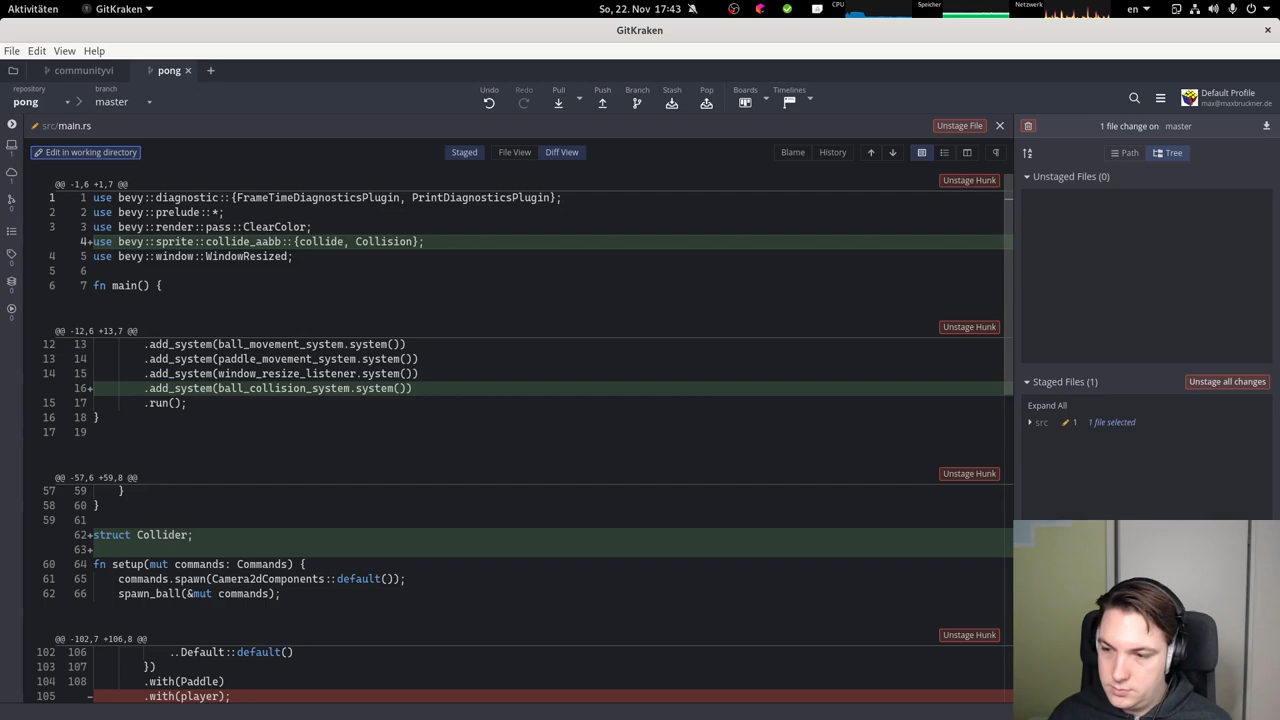 Aktivitäten GitKraken So, 22. Nov 17:43 CPU Speicher Netzwerk en
GitKraken
File Edit View Help
communityvi pong
repository branch Undo Redo Pull Push Branch Stash Pop Boards Timelines Default Profile
pong master max@maxbruckner.de
src/main.rs Unstage File 1 file change on master
Edit in working directory Staged File View Diff View Blame History Path Tree
@@ -1,6 +1,7 @@ Unstage Hunk Unstaged Files (0)
1 1 use bevy::diagnostic::{FrameTimeDiagnosticsPlugin, PrintDiagnosticsPlugin};
2 2 use bevy::prelude::*;
3 3 use bevy::render::pass::ClearColor;
4+use bevy::sprite::collide_aabb::{collide, Collision};
4 5 use bevy::window::WindowResized;
5 6
6 7 fn main() {
@@ -12,6 +13,7 @@ Unstage Hunk
12 13 .add_system(ball_movement_system.system())
13 14 .add_system(paddle_movement_system.system())
14 15 .add_system(window_resize_listener.system())
16+ .add_system(ball_collision_system.system())
15 17 .run();
16 18 }
17 19
Staged Files (1) Unstage all changes
Expand All
src 1 1 file selected
@@ -57,6 +59,8 @@ Unstage Hunk
57 59 }
58 60 }
59 61
62+struct Collider;
63+
60 64 fn setup(mut commands: Commands) {
61 65 commands.spawn(Camera2dComponents::default());
62 66 spawn_ball(&mut commands);
@@ -102,7 +106,8 @@ Unstage Hunk
102 106 ..Default::default()
103 107 })
104 108 .with(Paddle)
105 - .with(player);